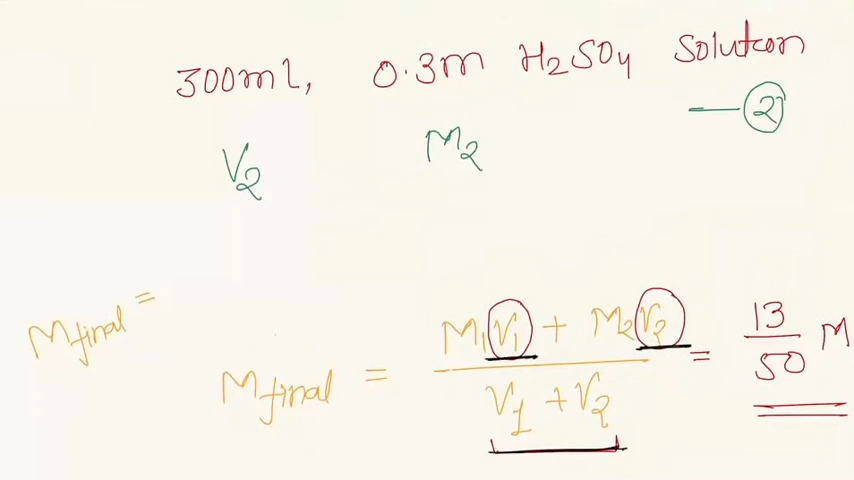 300ml, 0.3m H2SO4 Solution
— 2
V2 M2
Mfinal =
Mfinal = M1V1 + M2V2 / V1 + V2 = 13/50 M